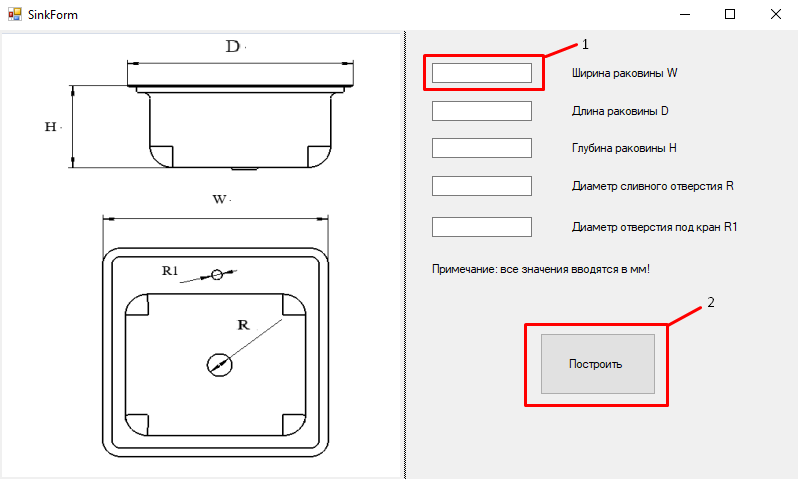 SinkForm
D
H
W
R1
R
1
Ширина раковины W
Длина раковины D
Глубина раковины H
Диаметр сливного отверстия R
Диаметр отверстия под кран R1
Примечание: все значения вводятся в мм!
2
Построить